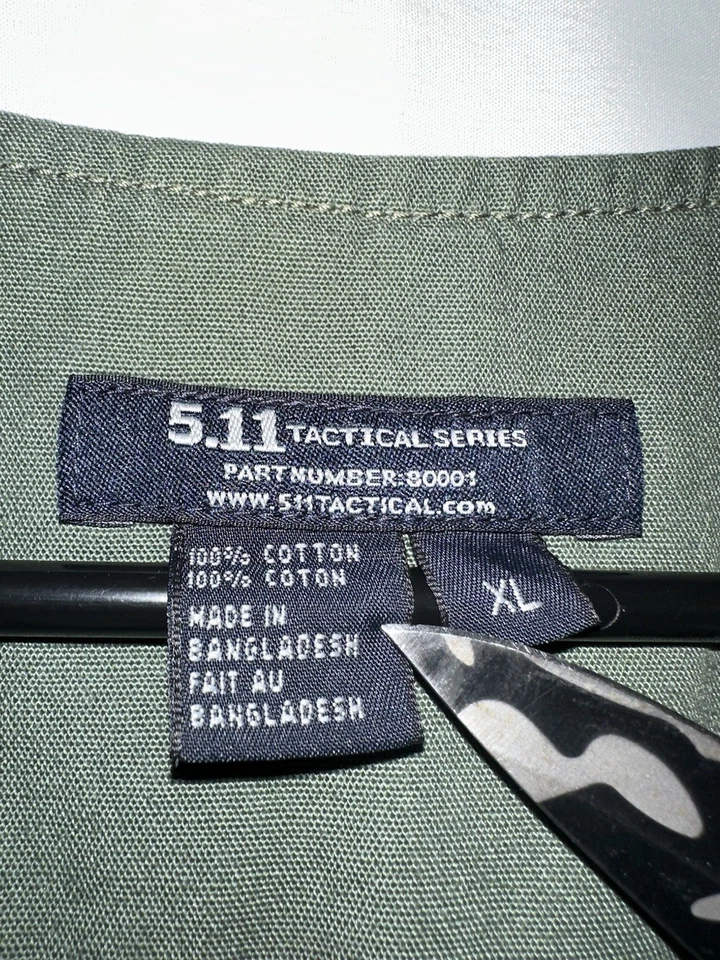 5.11 TACTICAL SERIES
PART NUMBER: 80001
WWW.511TACTICAL.com
100% COTTON
100% COTON
MADE IN
BANGLADESH
FAIT AU
BANGLADESH
XL